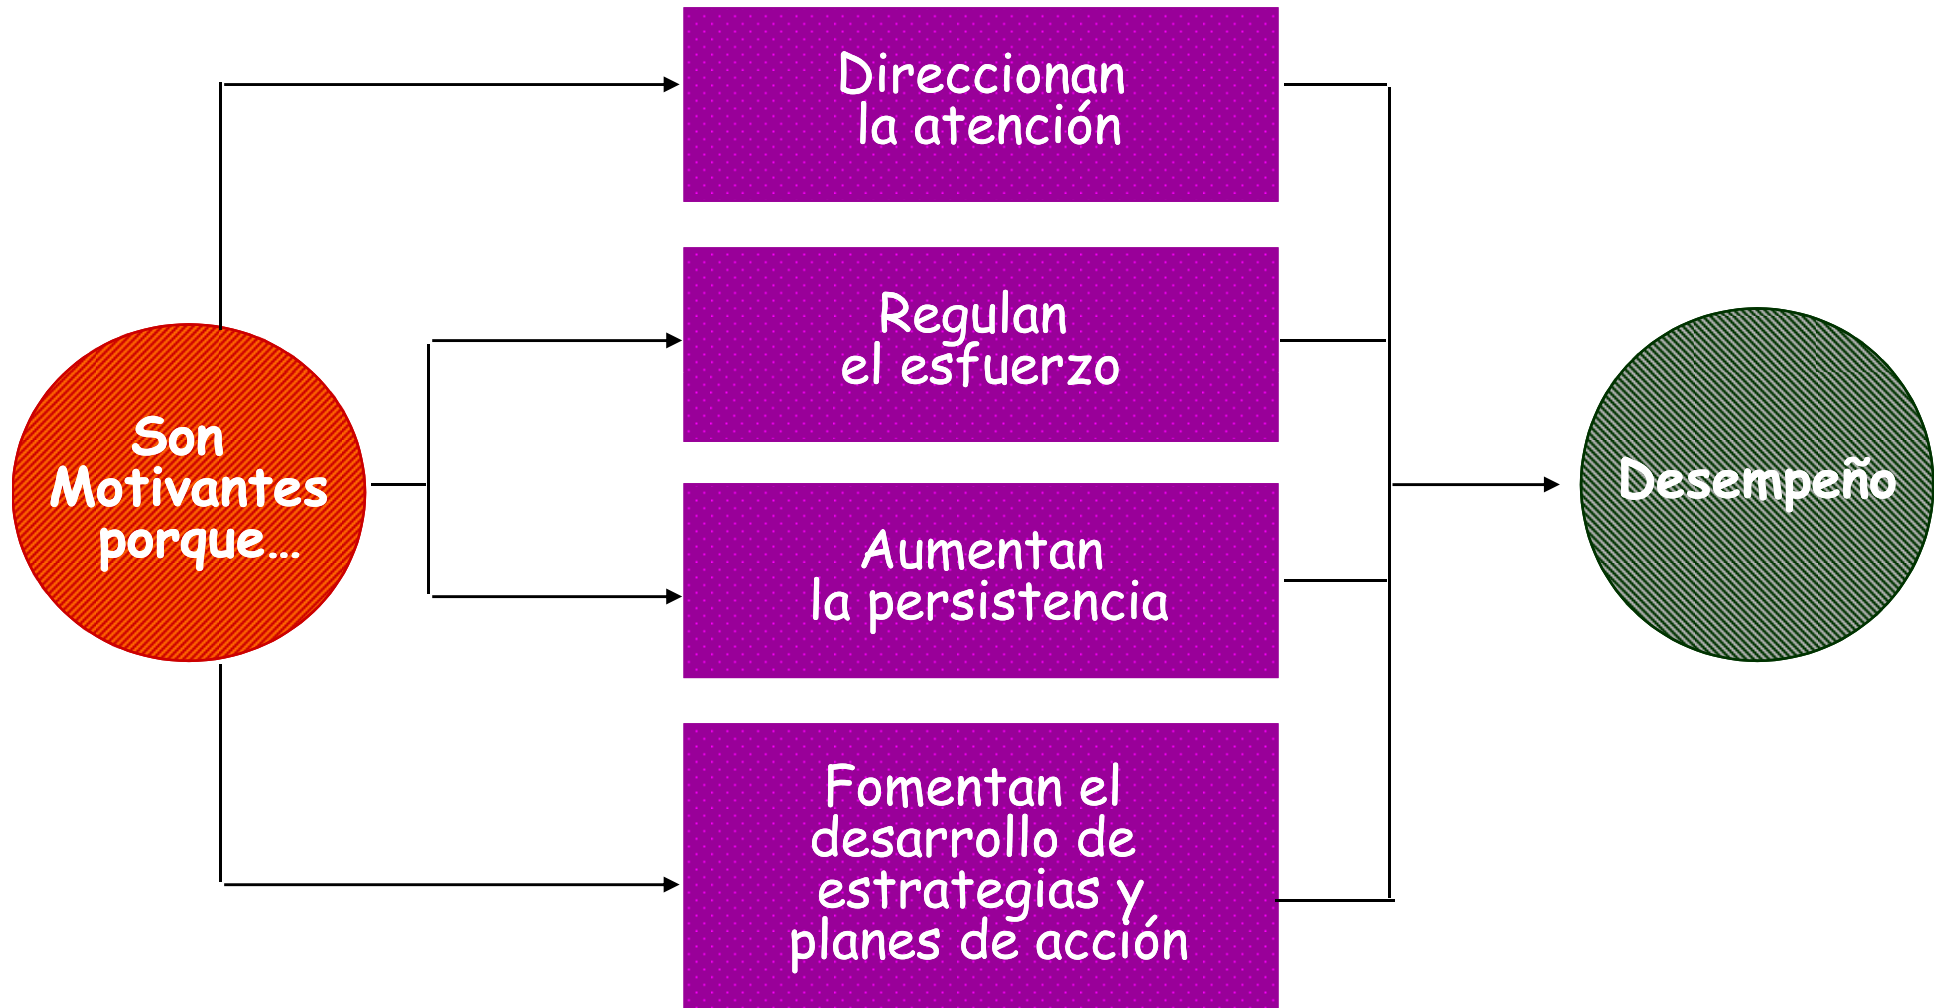 Son
Motivantes
porque...
Direccionan
la atención
Regulan
el esfuerzo
Aumentan
la persistencia
Fomentan el
desarrollo de
estrategias y
planes de acción
Desempeño